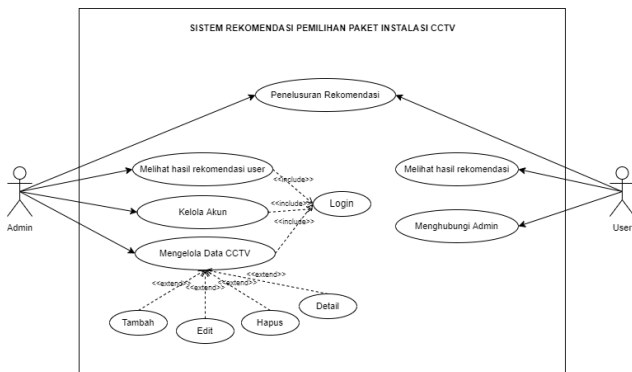 SISTEM REKOMENDASI PEMILIHAN PAKET INSTALASI CCTV
Penelusuran Rekomendasi
Melihat hasil rekomendasi user
Melihat hasil rekomendasi
<<include>>
<<include>>
<<include>>
Login
Kelola Akun
Menghubungi Admin
Admin
User
Mengelola Data CCTV
<<extend>>
<<extend>>
<<extend>>
<<extend>>
Tambah
Edit
Hapus
Detail